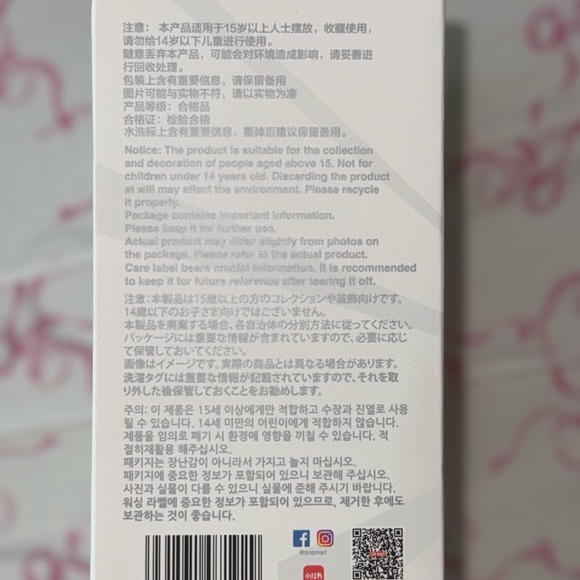 注意： 本产品适用于15岁以上人士摆放，收藏使用，
请勿给14岁以下儿童进行使用。
随意丢弃本产品，可能会对环境造成影响，请妥善进
行回收处理。
包装上含有重要信息，请保留备用
图片可能与实物不符，请以实物为准
产品等级：合格品
合格证：检验合格
水洗标上含有重要信息，撕妹后建议保留备用。
Notice: The product is suitable for the collection
and decoration of people aged above 15. Not for
children under 14 years old. Discarding the product
at will may affect the environment. Please recycle
it properly.
Package contains important information.
Please keep it for further use.
Actual product may differ slightly from photos on
the package. Please refer to the actual product.
Care label bears crucial information. It is recommended
to keep it for future reference after tearing it off.
注意：本製品は15歳以上の方のコレクションや装飾向けです。
14歳以下のお子さま向けではございません。
本製品を廃棄する場合、各自治体の分別方法に従ってください。
パッケージには重要な情報が含まれていますので、必要に応じ
て保管しておいてください。
画像はイメージです。実際の商品とは異なる場合があります。
洗濯タグには重要な情報が記載されていますので、それを取
り外した後保管しておくことをお勧めします。
주의: 이 제품은 15세 이상에게만 적합하고 수장과 진열로 사용
될 수 있습니다. 14세 미만의 어린이에게 적합하지 않습니다.
제품을 임의로 폐기 시 환경에 영향을 끼칠 수 있습니다. 적
절히재활용 해주십시오.
패키지는 장난감이 아니라서 가지고 놀지 마십시오.
패키지에 중요한 정보가 포함되어 있으니 보관해 주십시오.
사진과 실물이 다를 수 있으니 실물에 준해 주시기 바랍니다.
워싱 라벨에 중요한 정보가 포함되어 있으므로, 제거한 후에도
보관하는 것이 좋습니다.
@popmart
小红书